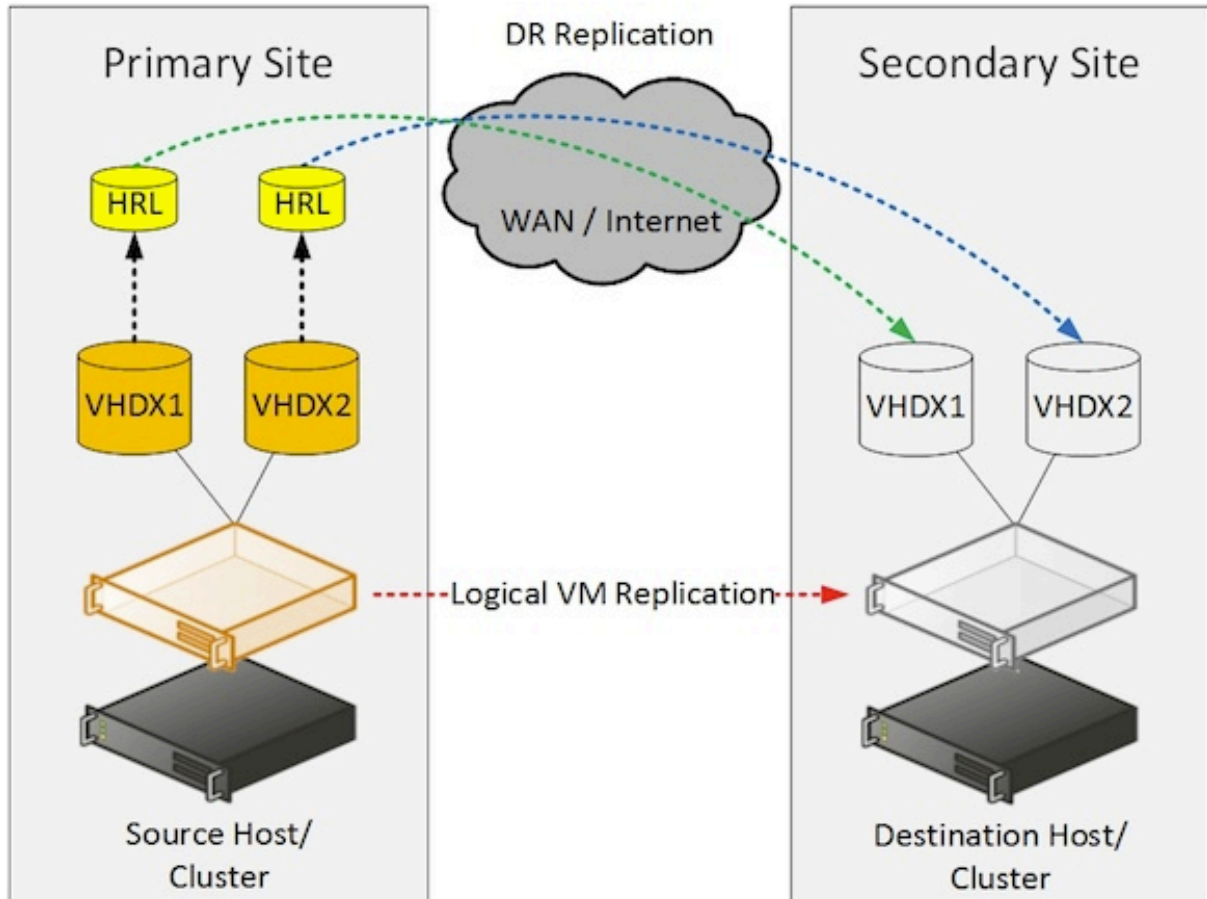 DR Replication
Primary Site
Secondary Site
HRL
HRL
WAN / Internet
VHDX1
VHDX2
VHDX1
VHDX2
Logical VM Replication
Source Host/
Cluster
Destination Host/
Cluster